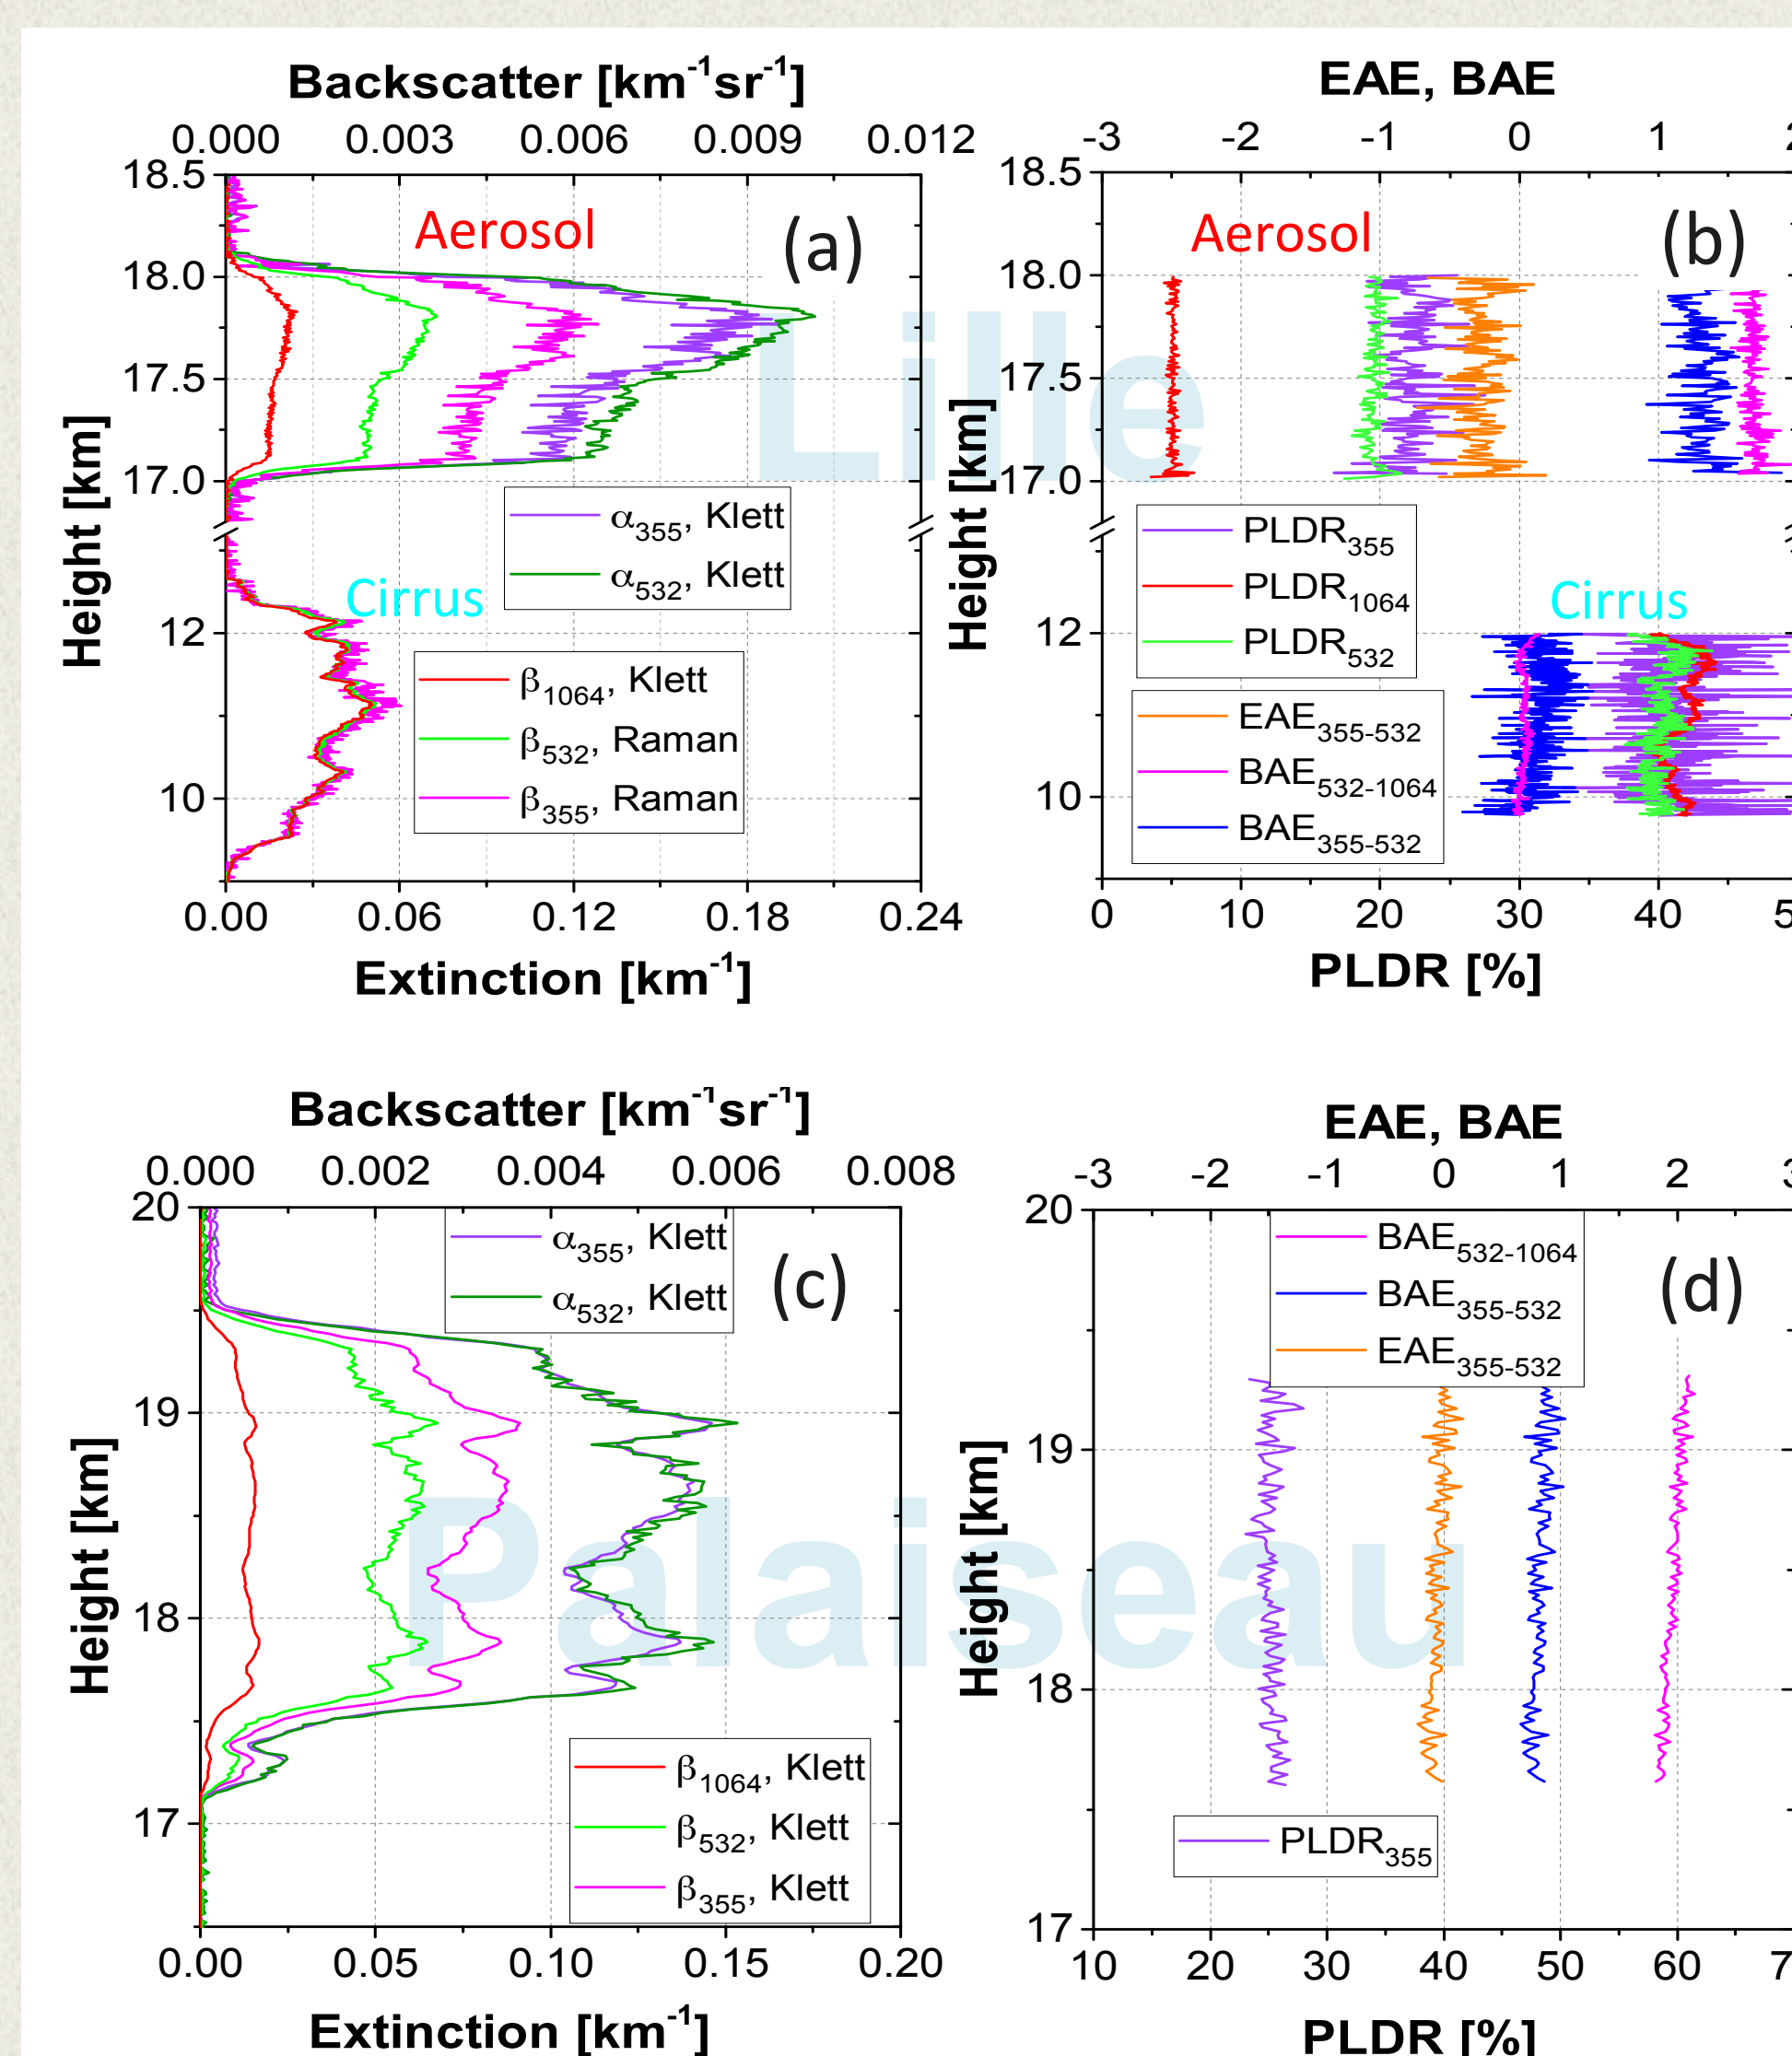 Backscatter [km⁻¹sr⁻¹]
0.000 0.003 0.006 0.009 0.012
18.5
18.0
17.5
17.0
12
10
Height [km]
Aerosol
(a)
α355, Klett
α532, Klett
Cirrus
β1064, Klett
β532, Raman
β355, Raman
0.00 0.06 0.12 0.18 0.24
Extinction [km⁻¹]
EAE, BAE
-3 -2 -1 0 1
18.5
18.0
17.5
17.0
12
10
Height [km]
Aerosol
(b)
PLDR355
PLDR1064
PLDR532
Cirrus
EAE355-532
BAE532-1064
BAE355-532
0 10 20 30 40
PLDR [%]
Lille
Backscatter [km⁻¹sr⁻¹]
0.000 0.002 0.004 0.006 0.008
20
19
18
17
Height [km]
α355, Klett
α532, Klett
(c)
β1064, Klett
β532, Klett
β355, Klett
0.00 0.05 0.10 0.15 0.20
Extinction [km⁻¹]
EAE, BAE
-3 -2 -1 0 1 2
20
19
18
17
Height [km]
BAE532-1064
BAE355-532
EAE355-532
(d)
PLDR355
10 20 30 40 50 60
PLDR [%]
Palaiseau